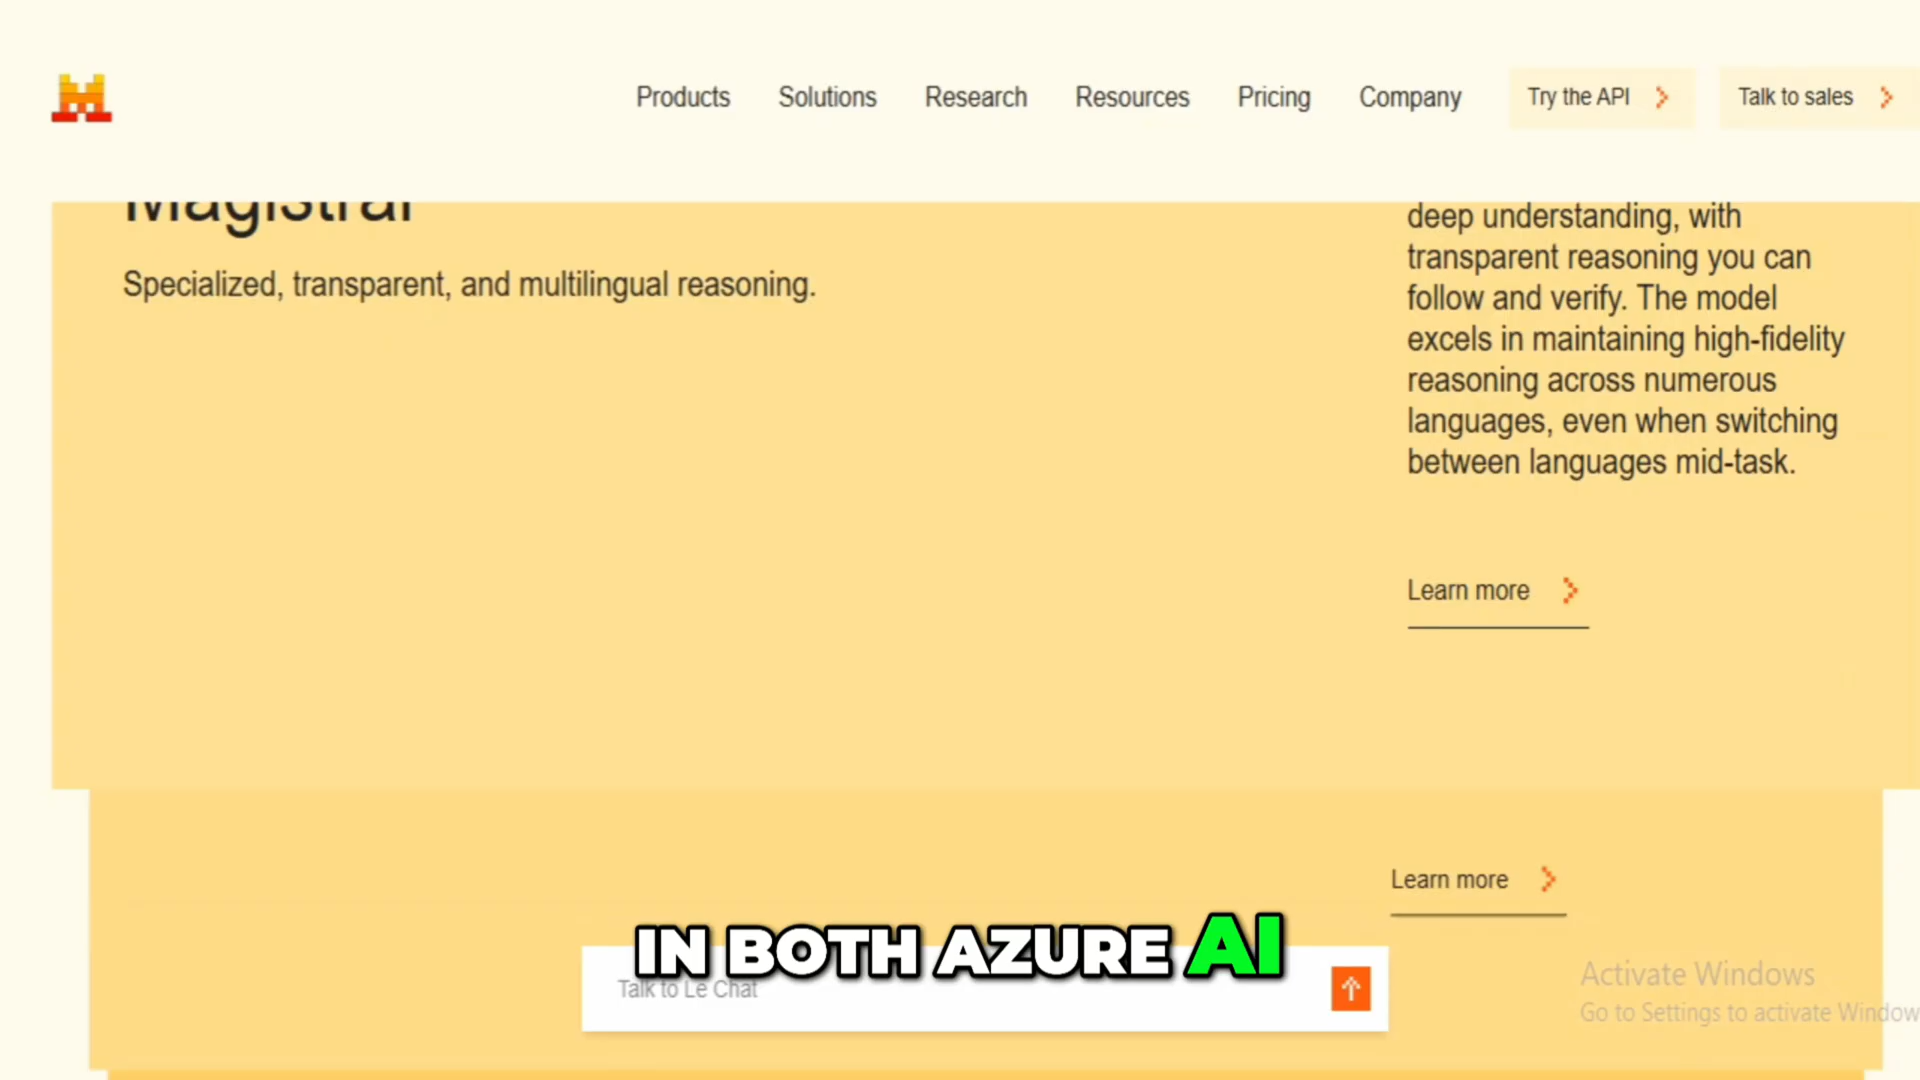 Products Solutions Research Resources Pricing Company Try the API Talk to sales
Magistral
Specialized, transparent, and multilingual reasoning.
deep understanding, with
transparent reasoning you can
follow and verify. The model
excels in maintaining high-fidelity
reasoning across numerous
languages, even when switching
between languages mid-task.
Learn more
Learn more
IN BOTH AZURE AI
Talk to Le Chat
Activate Windows
Go to Settings to activate Window